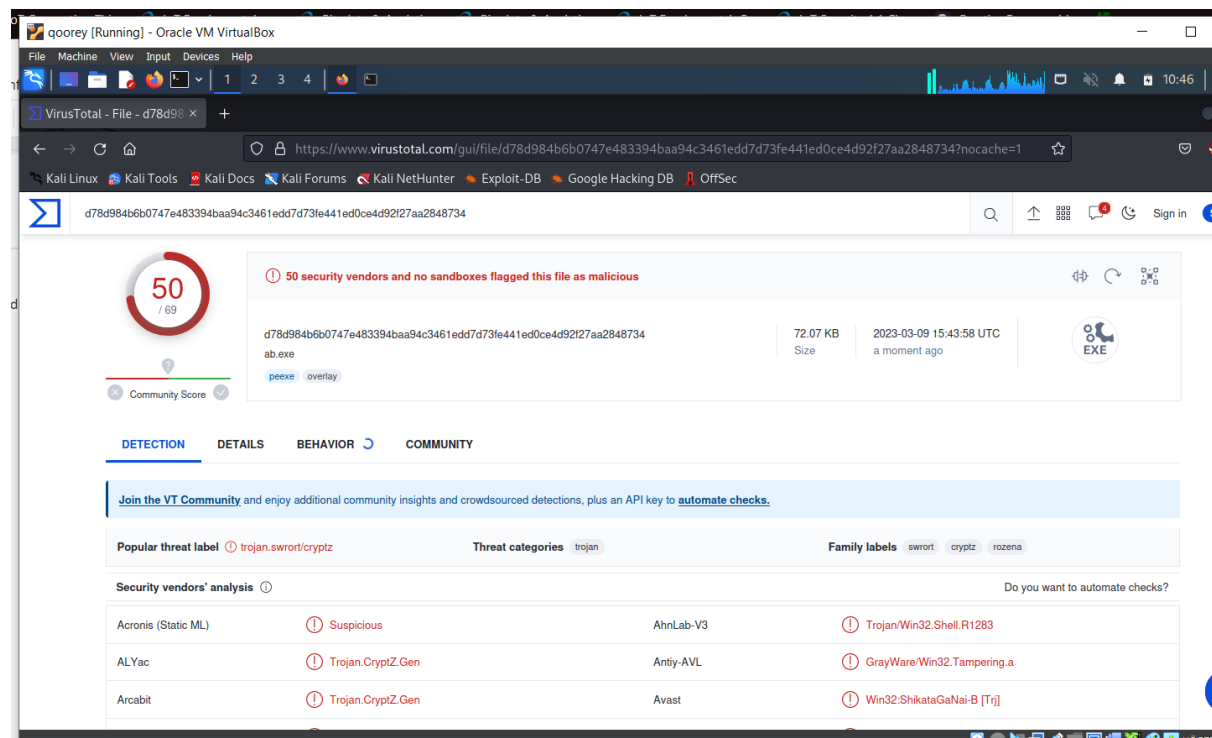 qoorey [Running] - Oracle VM VirtualBox
File Machine View Input Devices Help
1 2 3 4 10:46
VirusTotal - File - d78d98
https://www.virustotal.com/gui/file/d78d984b6b0747e483394baa94c3461edd7d73fe441ed0ce4d92f27aa2848734?nocache=1
Kali Linux Kali Tools Kali Docs Kali Forums Kali NetHunter Exploit-DB Google Hacking DB OffSec
d78d984b6b0747e483394baa94c3461edd7d73fe441ed0ce4d92f27aa2848734 4 Sign in
50
/ 69
50 security vendors and no sandboxes flagged this file as malicious
d78d984b6b0747e483394baa94c3461edd7d73fe441ed0ce4d92f27aa2848734 72.07 KB 2023-03-09 15:43:58 UTC
ab.exe Size a moment ago EXE
peexe overlay
? Community Score
DETECTION DETAILS BEHAVIOR COMMUNITY
Join the VT Community and enjoy additional community insights and crowdsourced detections, plus an API key to automate checks.
Popular threat label trojan.swrort/cryptz Threat categories trojan Family labels swrort cryptz rozena
Security vendors' analysis Do you want to automate checks?
Acronis (Static ML) Suspicious AhnLab-V3 Trojan/Win32.Shell.R1283
ALYac Trojan.CryptZ.Gen Antiy-AVL GrayWare/Win32.Tampering.a
Arcabit Trojan.CryptZ.Gen Avast Win32:ShikataGaNai-B [Trj]